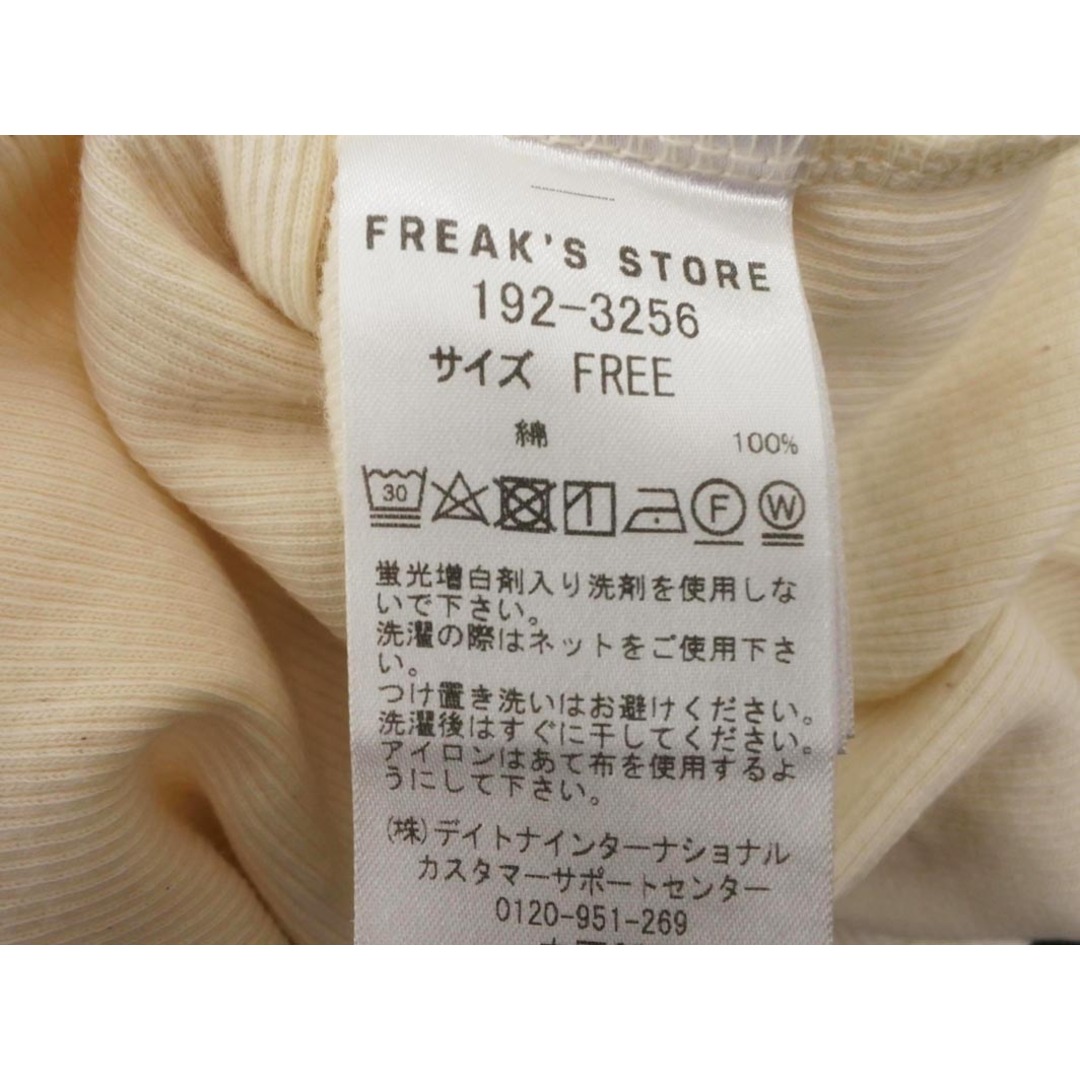 FREAK'S STORE
192-3256
サイズ FREE
綿 100%
30 F W
蛍光増白剤入り洗剤を使用しな
いで下さい。
洗濯の際はネットをご使用下さ
い。
つけ置き洗いはお避けください。
洗濯後はすぐに干してください。
アイロンはあて布を使用するよ
うにして下さい。
(株)デイトナインターナショナル
カスタマーサポートセンター
0120-951-269